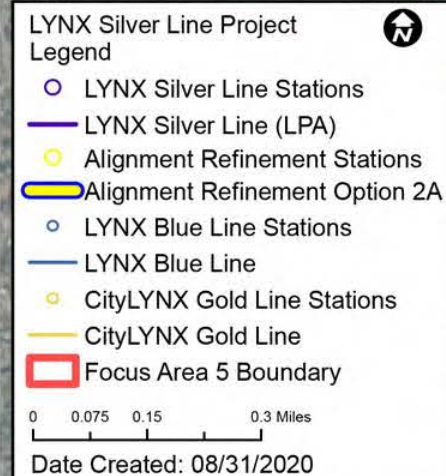 LYNX Silver Line Project
N
Legend
LYNX Silver Line Stations
LYNX Silver Line (LPA)
Alignment Refinement Stations
Alignment Refinement Option 2A
LYNX Blue Line Stations
LYNX Blue Line
CityLYNX Gold Line Stations
CityLYNX Gold Line
Focus Area 5 Boundary
0 0.075 0.15 0.3 Miles
Date Created: 08/31/2020